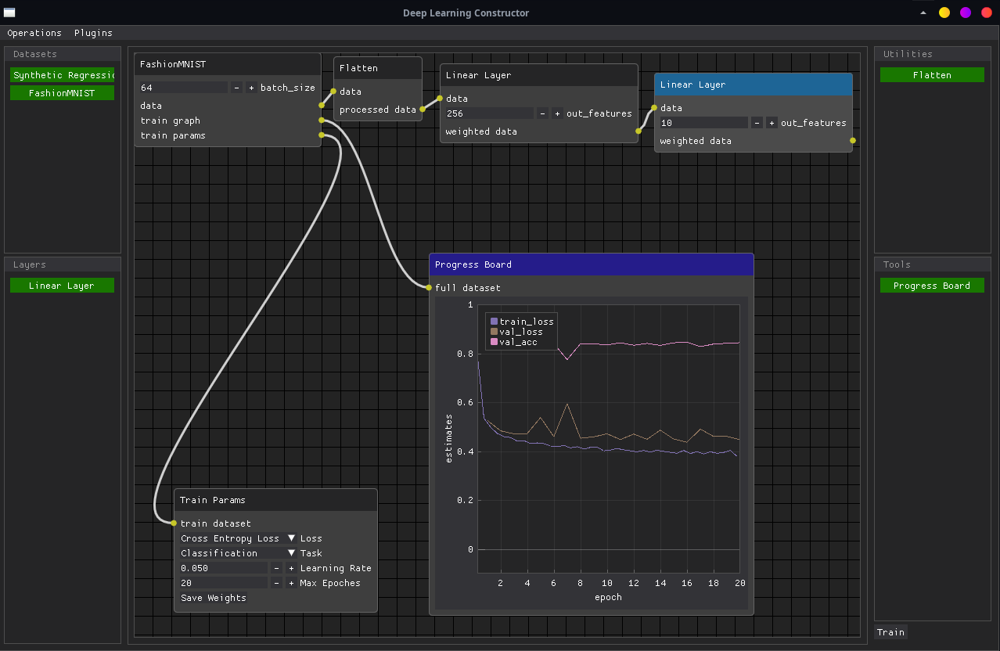 Deep Learning Constructor
Operations Plugins
Datasets
Synthetic Regressi
FashionMNIST
Layers
Linear Layer
FashionMNIST
64 - + batch_size
data
train graph
train params
Flatten
data
processed data
Linear Layer
data
256 - + out_features
weighted data
Linear Layer
data
10 - + out_features
weighted data
Progress Board
full dataset
train_loss
val_loss
val_acc
1
0.8
0.6
0.4
0.2
0
estimates
2 4 6 8 10 12 14 16 18 20
epoch
Train Params
train dataset
Cross Entropy Loss ▼ Loss
Classification ▼ Task
0.050 - + Learning Rate
20 - + Max Epoches
Save Weights
Utilities
Flatten
Tools
Progress Board
Train